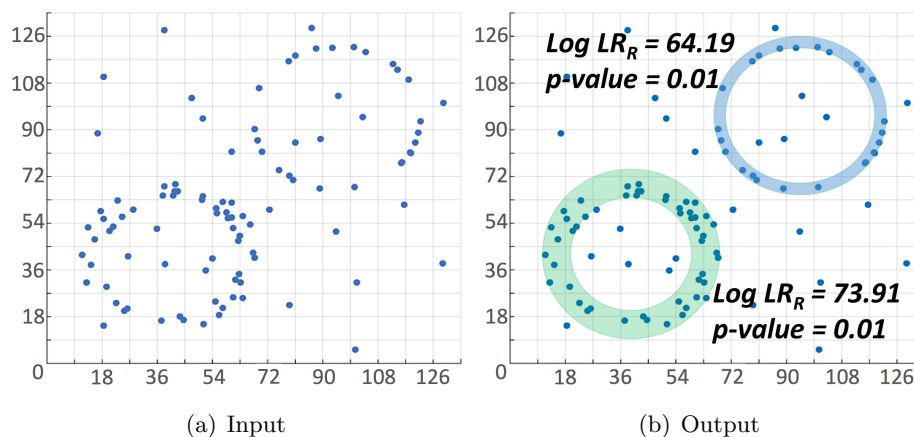 126
108
90
72
54
36
18
0
18 36 54 72 90 108 126
(a) Input
126
108
90
72
54
36
18
0
18 36 54 72 90 108 126
Log LR_R = 64.19
p-value = 0.01
Log LR_R = 73.91
p-value = 0.01
(b) Output